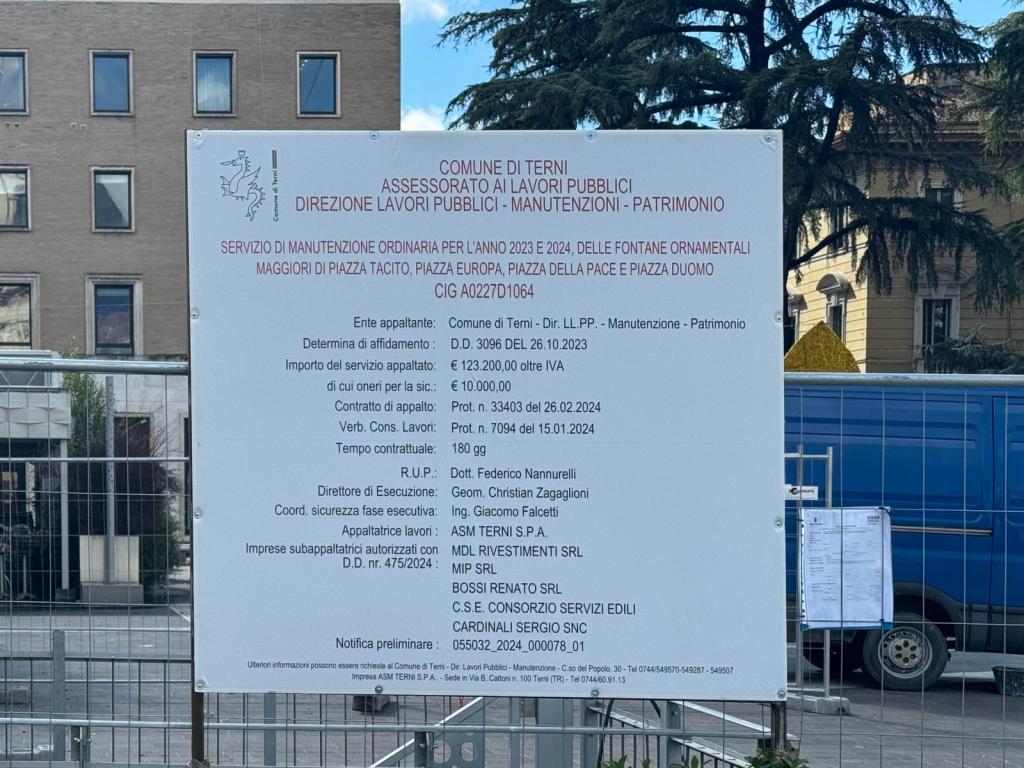 Comune di Terni
COMUNE DI TERNI
ASSESSORATO AI LAVORI PUBBLICI
DIREZIONE LAVORI PUBBLICI - MANUTENZIONI - PATRIMONIO
SERVIZIO DI MANUTENZIONE ORDINARIA PER L'ANNO 2023 E 2024, DELLE FONTANE ORNAMENTALI
MAGGIORI DI PIAZZA TACITO, PIAZZA EUROPA, PIAZZA DELLA PACE E PIAZZA DUOMO
CIG A0227D1064
Ente appaltante: Comune di Terni - Dir. LL.PP. - Manutenzione - Patrimonio
Determina di affidamento : D.D. 3096 DEL 26.10.2023
Importo del servizio appaltato: € 123.200,00 oltre IVA
di cui oneri per la sic.: € 10.000,00
Contratto di appalto: Prot. n. 33403 del 26.02.2024
Verb. Cons. Lavori: Prot. n. 7094 del 15.01.2024
Tempo contrattuale: 180 gg
R.U.P.: Dott. Federico Nannurelli
Direttore di Esecuzione: Geom. Christian Zagaglioni
Coord. sicurezza fase esecutiva: Ing. Giacomo Falcetti
Appaltatrice lavori : ASM TERNI S.P.A.
Imprese subappaltatrici autorizzati con MDL RIVESTIMENTI SRL
D.D. nr. 475/2024 : MIP SRL
BOSSI RENATO SRL
C.S.E. CONSORZIO SERVIZI EDILI
CARDINALI SERGIO SNC
Notifica preliminare : 055032_2024_000078_01
Ulteriori informazioni possono essere richieste al Comune di Terni - Dir. Lavori Pubblici - Manutenzione - C.so del Popolo, 30 - Tel 0744/549570-549287 - 549507
Impresa ASM TERNI S.P.A. - Sede in Via B. Cattoni n. 100 Terni (TR) - Tel 0744/60.91.13